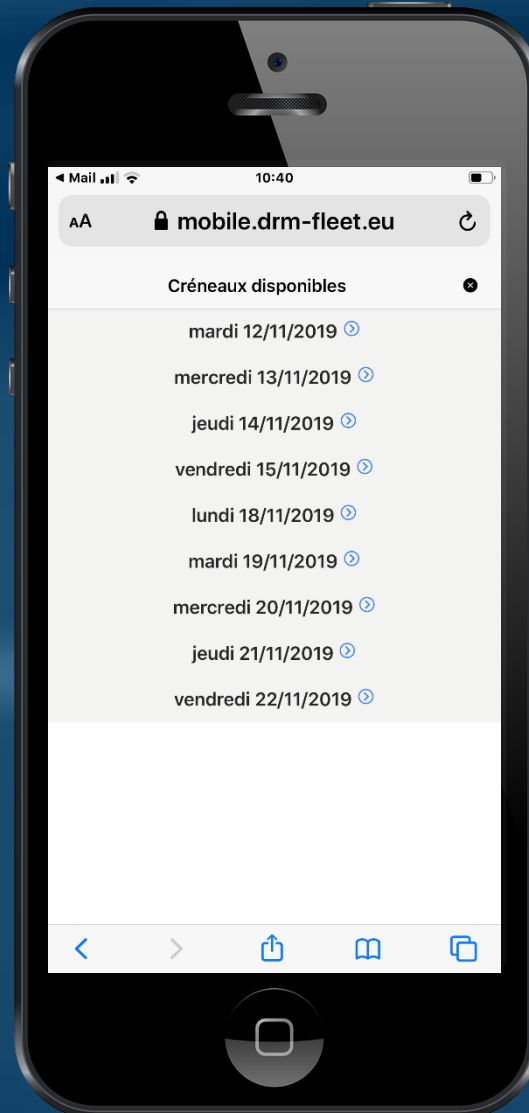 Mail
10:40
AA mobile.drm-fleet.eu
Créneaux disponibles
mardi 12/11/2019
mercredi 13/11/2019
jeudi 14/11/2019
vendredi 15/11/2019
lundi 18/11/2019
mardi 19/11/2019
mercredi 20/11/2019
jeudi 21/11/2019
vendredi 22/11/2019